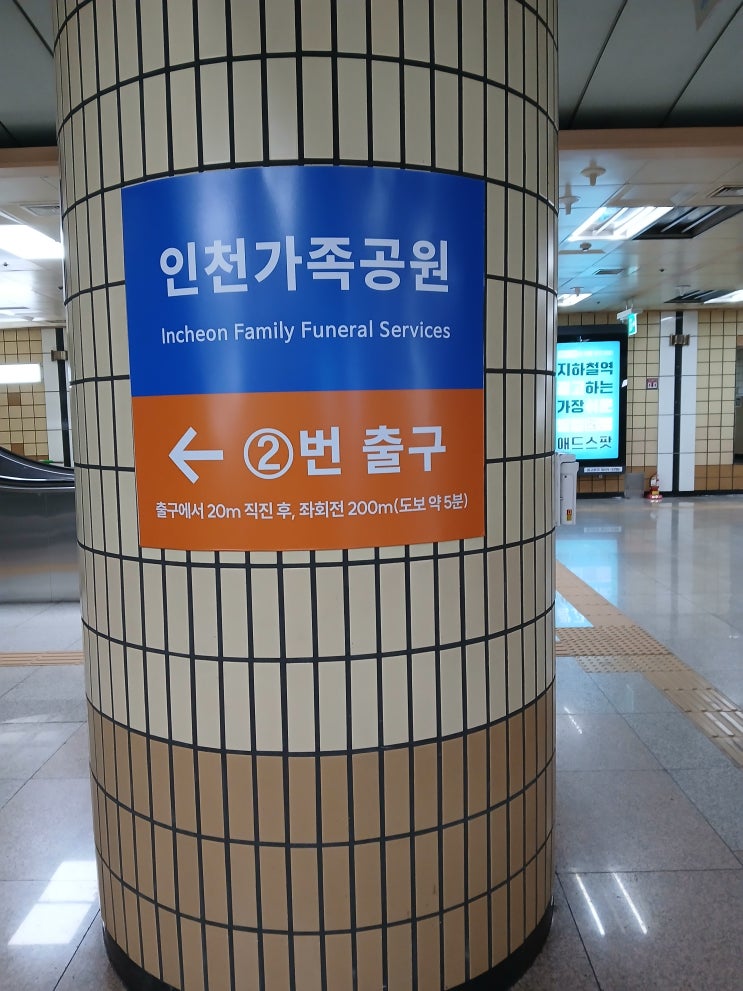 인천가족공원
Incheon Family Funeral Services
← ②번 출구
출구에서 20m 직진 후, 좌회전 200m(도보 약 5분)
지하철역
하는
가장
애드스팟